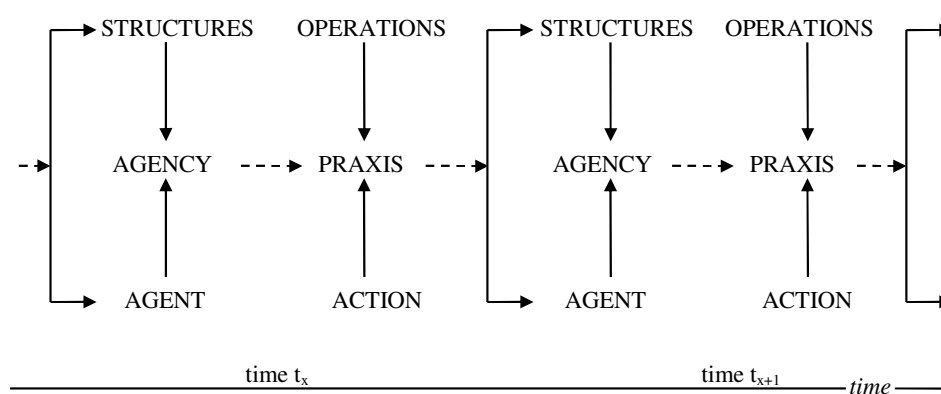 STRUCTURES OPERATIONS STRUCTURES OPERATIONS
AGENCY PRAXIS AGENCY PRAXIS
AGENT ACTION AGENT ACTION
time tx time tx+1
time